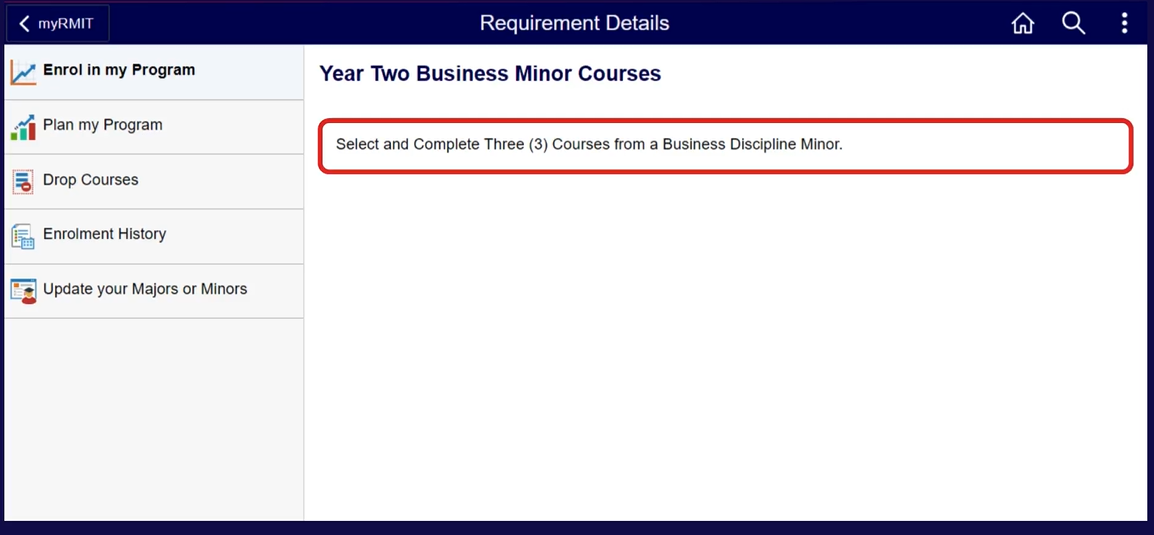 myRMIT
Requirement Details
Enrol in my Program
Plan my Program
Drop Courses
Enrolment History
Update your Majors or Minors
Year Two Business Minor Courses
Select and Complete Three (3) Courses from a Business Discipline Minor.